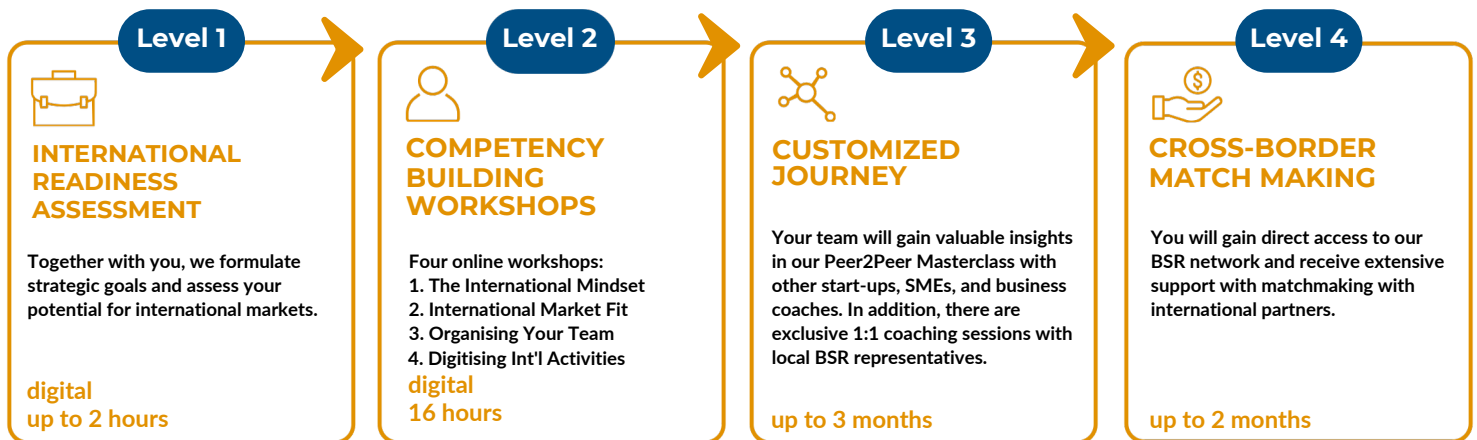 Level 1
INTERNATIONAL
READINESS
ASSESSMENT
Together with you, we formulate
strategic goals and assess your
potential for international markets.
digital
up to 2 hours
Level 2
COMPETENCY
BUILDING
WORKSHOPS
Four online workshops:
1. The International Mindset
2. International Market Fit
3. Organising Your Team
4. Digitising Int'l Activities
digital
16 hours
Level 3
CUSTOMIZED
JOURNEY
Your team will gain valuable insights
in our Peer2Peer Masterclass with
other start-ups, SMEs, and business
coaches. In addition, there are
exclusive 1:1 coaching sessions with
local BSR representatives.
up to 3 months
Level 4
$
CROSS-BORDER
MATCH MAKING
You will gain direct access to our
BSR network and receive extensive
support with matchmaking with
international partners.
up to 2 months